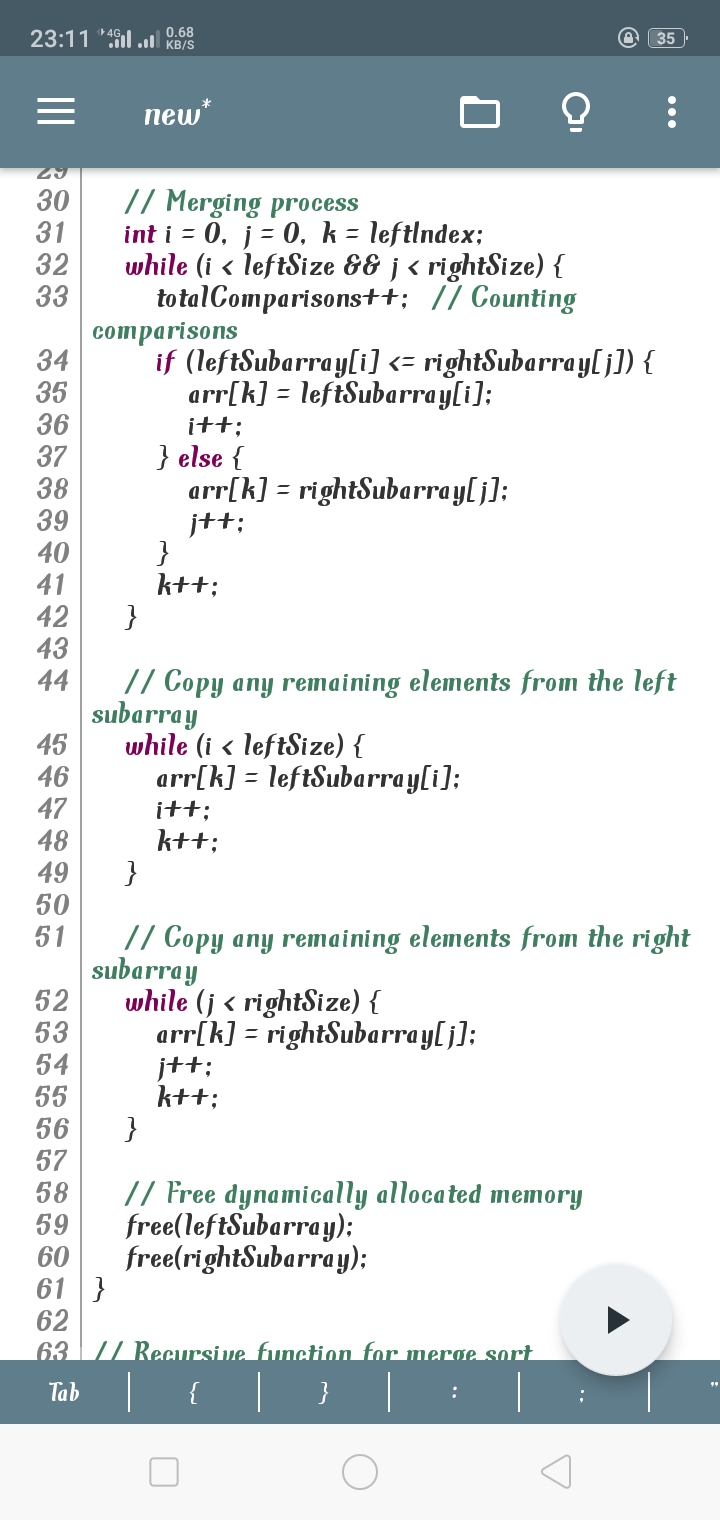 23:11 4G 0.68 KB/S 35
new*
29
30 // Merging process
31 int i = 0, j = 0, k = leftIndex;
32 while (i < leftSize && j < rightSize) {
33 totalComparisons++; // Counting
comparisons
34 if (leftSubarray[i] <= rightSubarray[j]) {
35 arr[k] = leftSubarray[i];
36 i++;
37 } else {
38 arr[k] = rightSubarray[j];
39 j++;
40 }
41 k++;
42 }
43
44 // Copy any remaining elements from the left
subarray
45 while (i < leftSize) {
46 arr[k] = leftSubarray[i];
47 i++;
48 k++;
49 }
50
51 // Copy any remaining elements from the right
subarray
52 while (j < rightSize) {
53 arr[k] = rightSubarray[j];
54 j++;
55 k++;
56 }
57
58 // Free dynamically allocated memory
59 free(leftSubarray);
60 free(rightSubarray);
61 }
62
63 // Recursive function for merge sort
Tab { } : ; "